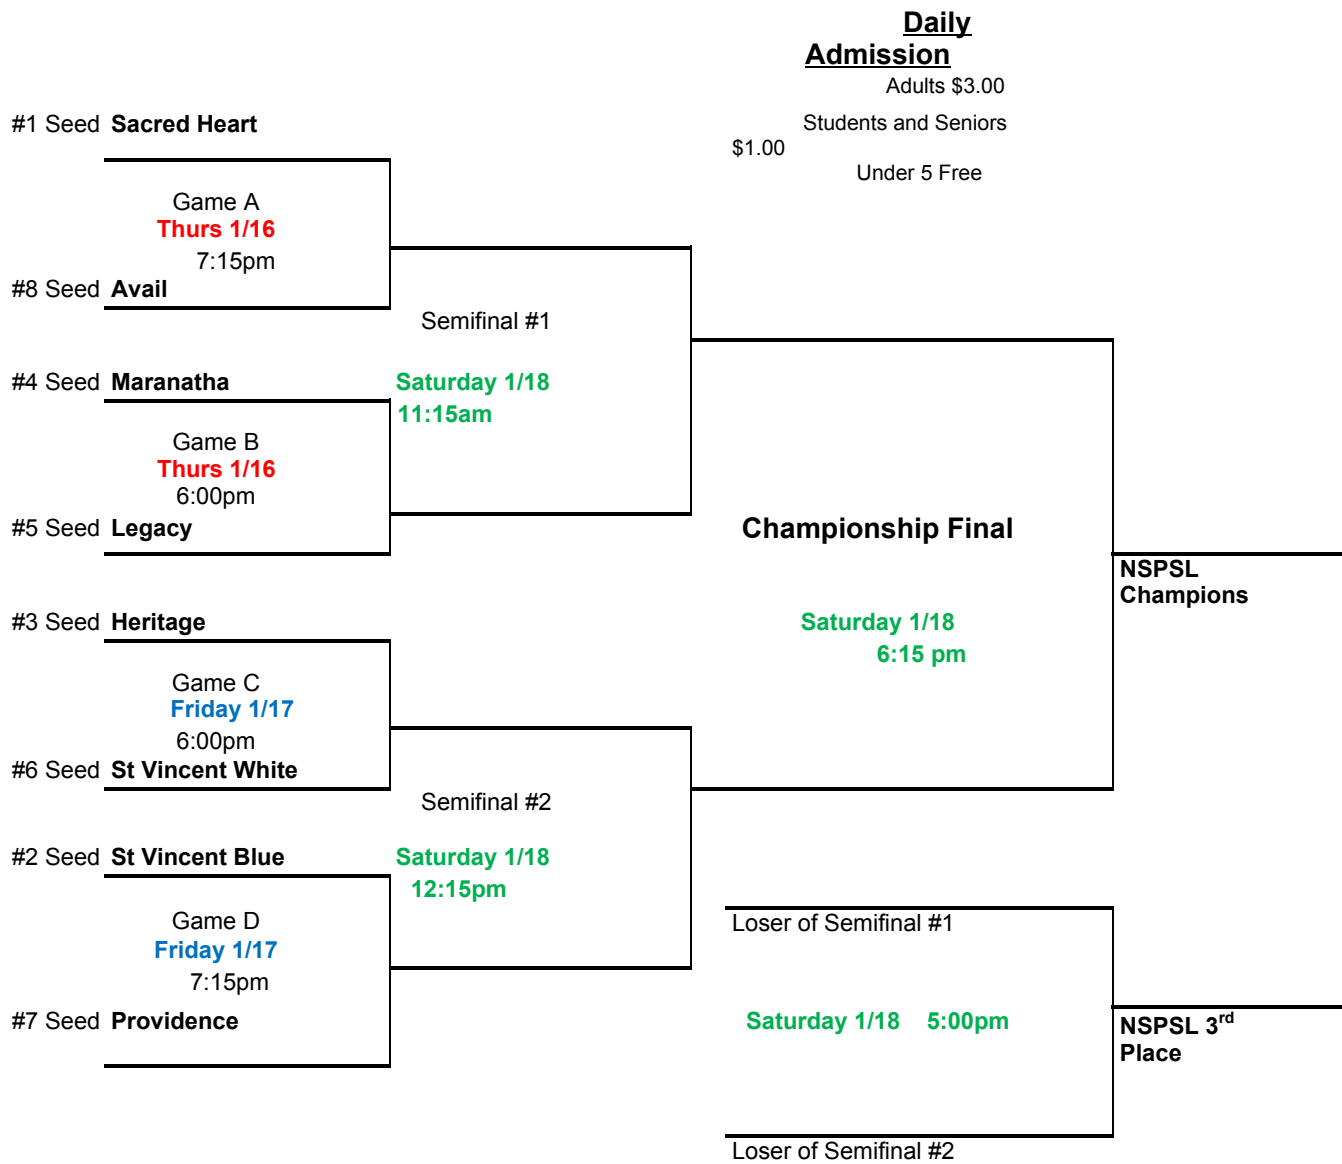 Daily
Admission
Adults $3.00
Students and Seniors
$1.00
Under 5 Free
#1 Seed Sacred Heart
Game A
Thurs 1/16
7:15pm
#8 Seed Avail
Semifinal #1
#4 Seed Maranatha
Saturday 1/18
11:15am
Game B
Thurs 1/16
6:00pm
#5 Seed Legacy
Championship Final
NSPSL
Champions
#3 Seed Heritage
Saturday 1/18
6:15 pm
Game C
Friday 1/17
6:00pm
#6 Seed St Vincent White
Semifinal #2
#2 Seed St Vincent Blue
Saturday 1/18
12:15pm
Game D
Friday 1/17
7:15pm
#7 Seed Providence
Loser of Semifinal #1
Saturday 1/18 5:00pm
NSPSL 3rd
Place
Loser of Semifinal #2